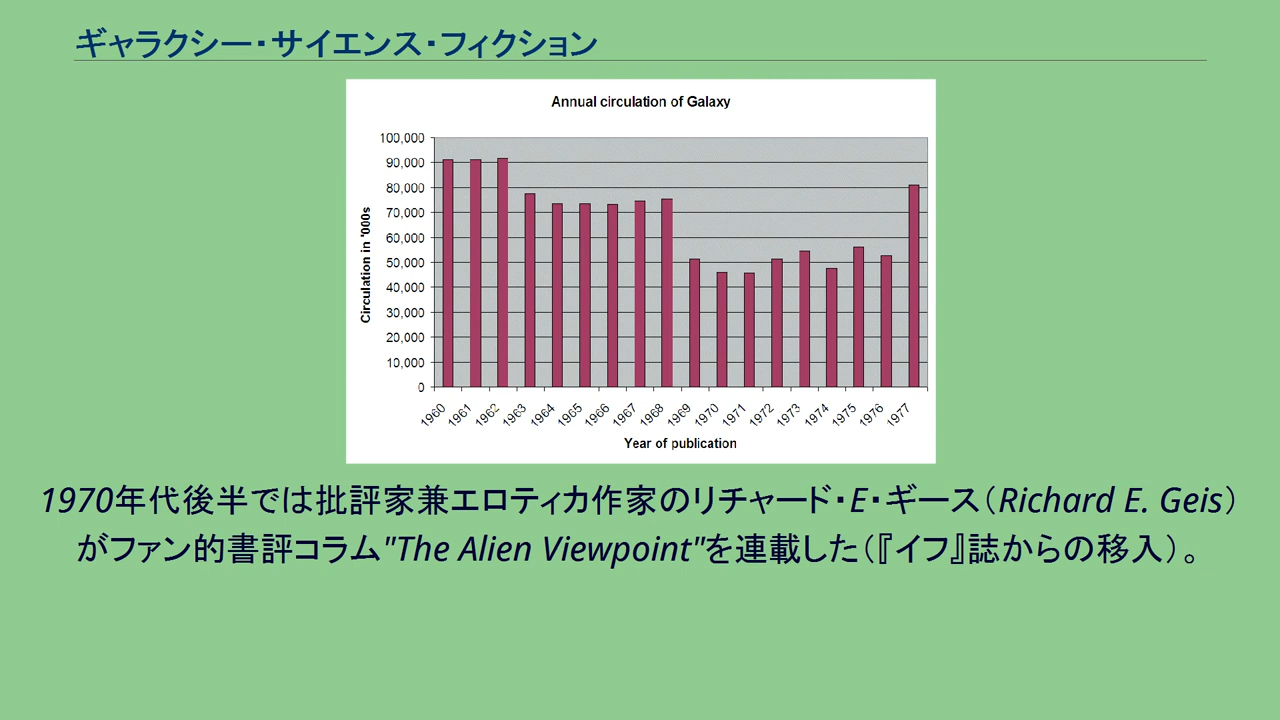 ギャラクシー・サイエンス・フィクション
Annual circulation of Galaxy
100,000
90,000
80,000
70,000
60,000
50,000
40,000
30,000
20,000
10,000
0
Circulation in '000s
1960 1961 1962 1963 1964 1965 1966 1967 1968 1969 1970 1971 1972 1973 1974 1975 1976 1977
Year of publication
1970年代後半では批評家兼エロティカ作家のリチャード・E・ギース（Richard E. Geis）
がファン的書評コラム"The Alien Viewpoint"を連載した（『イフ』誌からの移入）。